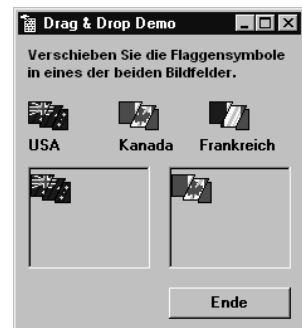 Drag & Drop Demo
Verschieben Sie die Flaggensymbole
in eines der beiden Bildfelder.
USA Kanada Frankreich
Ende